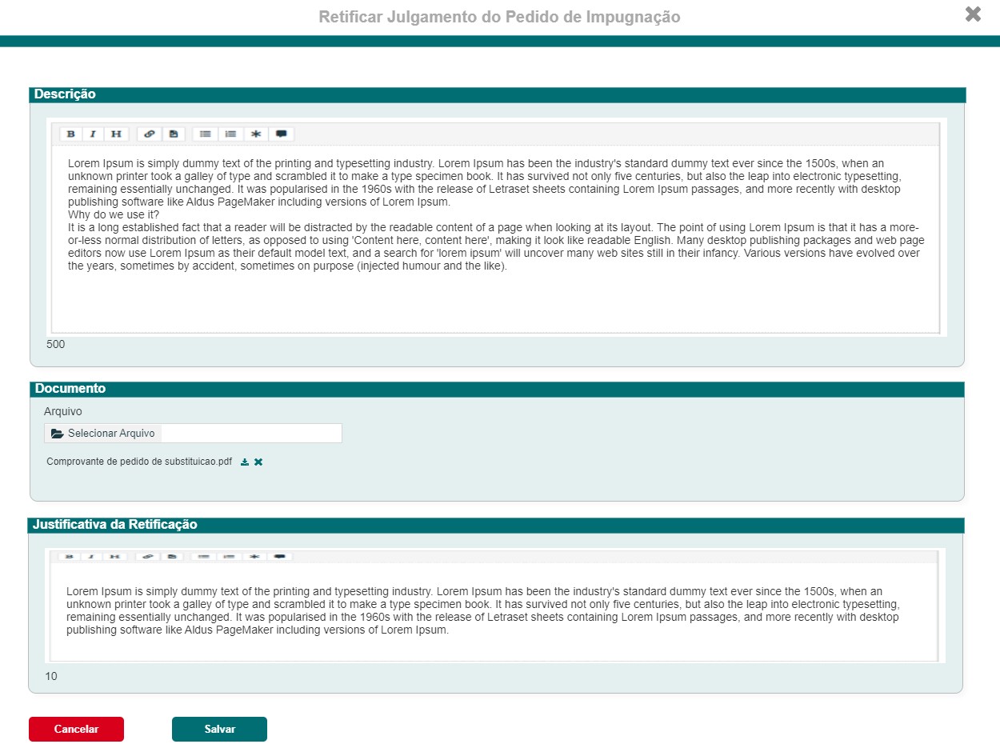 Retificar Julgamento do Pedido de Impugnação
Descrição
B I H
Lorem Ipsum is simply dummy text of the printing and typesetting industry. Lorem Ipsum has been the industry's standard dummy text ever since the 1500s, when an
unknown printer took a galley of type and scrambled it to make a type specimen book. It has survived not only five centuries, but also the leap into electronic typesetting,
remaining essentially unchanged. It was popularised in the 1960s with the release of Letraset sheets containing Lorem Ipsum passages, and more recently with desktop
publishing software like Aldus PageMaker including versions of Lorem Ipsum.
Why do we use it?
It is a long established fact that a reader will be distracted by the readable content of a page when looking at its layout. The point of using Lorem Ipsum is that it has a more-
or-less normal distribution of letters, as opposed to using 'Content here, content here', making it look like readable English. Many desktop publishing packages and web page
editors now use Lorem Ipsum as their default model text, and a search for 'lorem ipsum' will uncover many web sites still in their infancy. Various versions have evolved over
the years, sometimes by accident, sometimes on purpose (injected humour and the like).
500
Documento
Arquivo
Selecionar Arquivo
Comprovante de pedido de substituicao.pdf
Justificativa da Retificação
B I H
Lorem Ipsum is simply dummy text of the printing and typesetting industry. Lorem Ipsum has been the industry's standard dummy text ever since the 1500s, when an
unknown printer took a galley of type and scrambled it to make a type specimen book. It has survived not only five centuries, but also the leap into electronic typesetting,
remaining essentially unchanged. It was popularised in the 1960s with the release of Letraset sheets containing Lorem Ipsum passages, and more recently with desktop
publishing software like Aldus PageMaker including versions of Lorem Ipsum.
10
Cancelar
Salvar